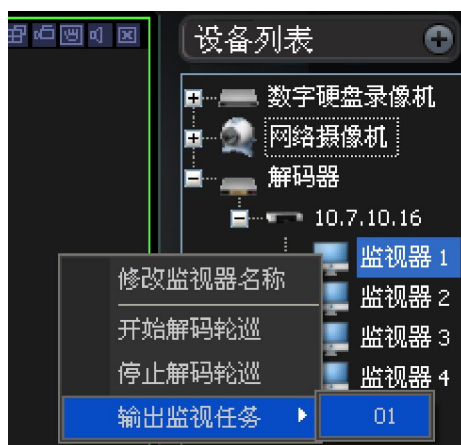 设备列表
数字硬盘录像机
网络摄像机
解码器
10.7.10.16
监视器 1
修改监视器名称
监视器 2
开始解码轮巡
监视器 3
停止解码轮巡
监视器 4
输出监视任务
01